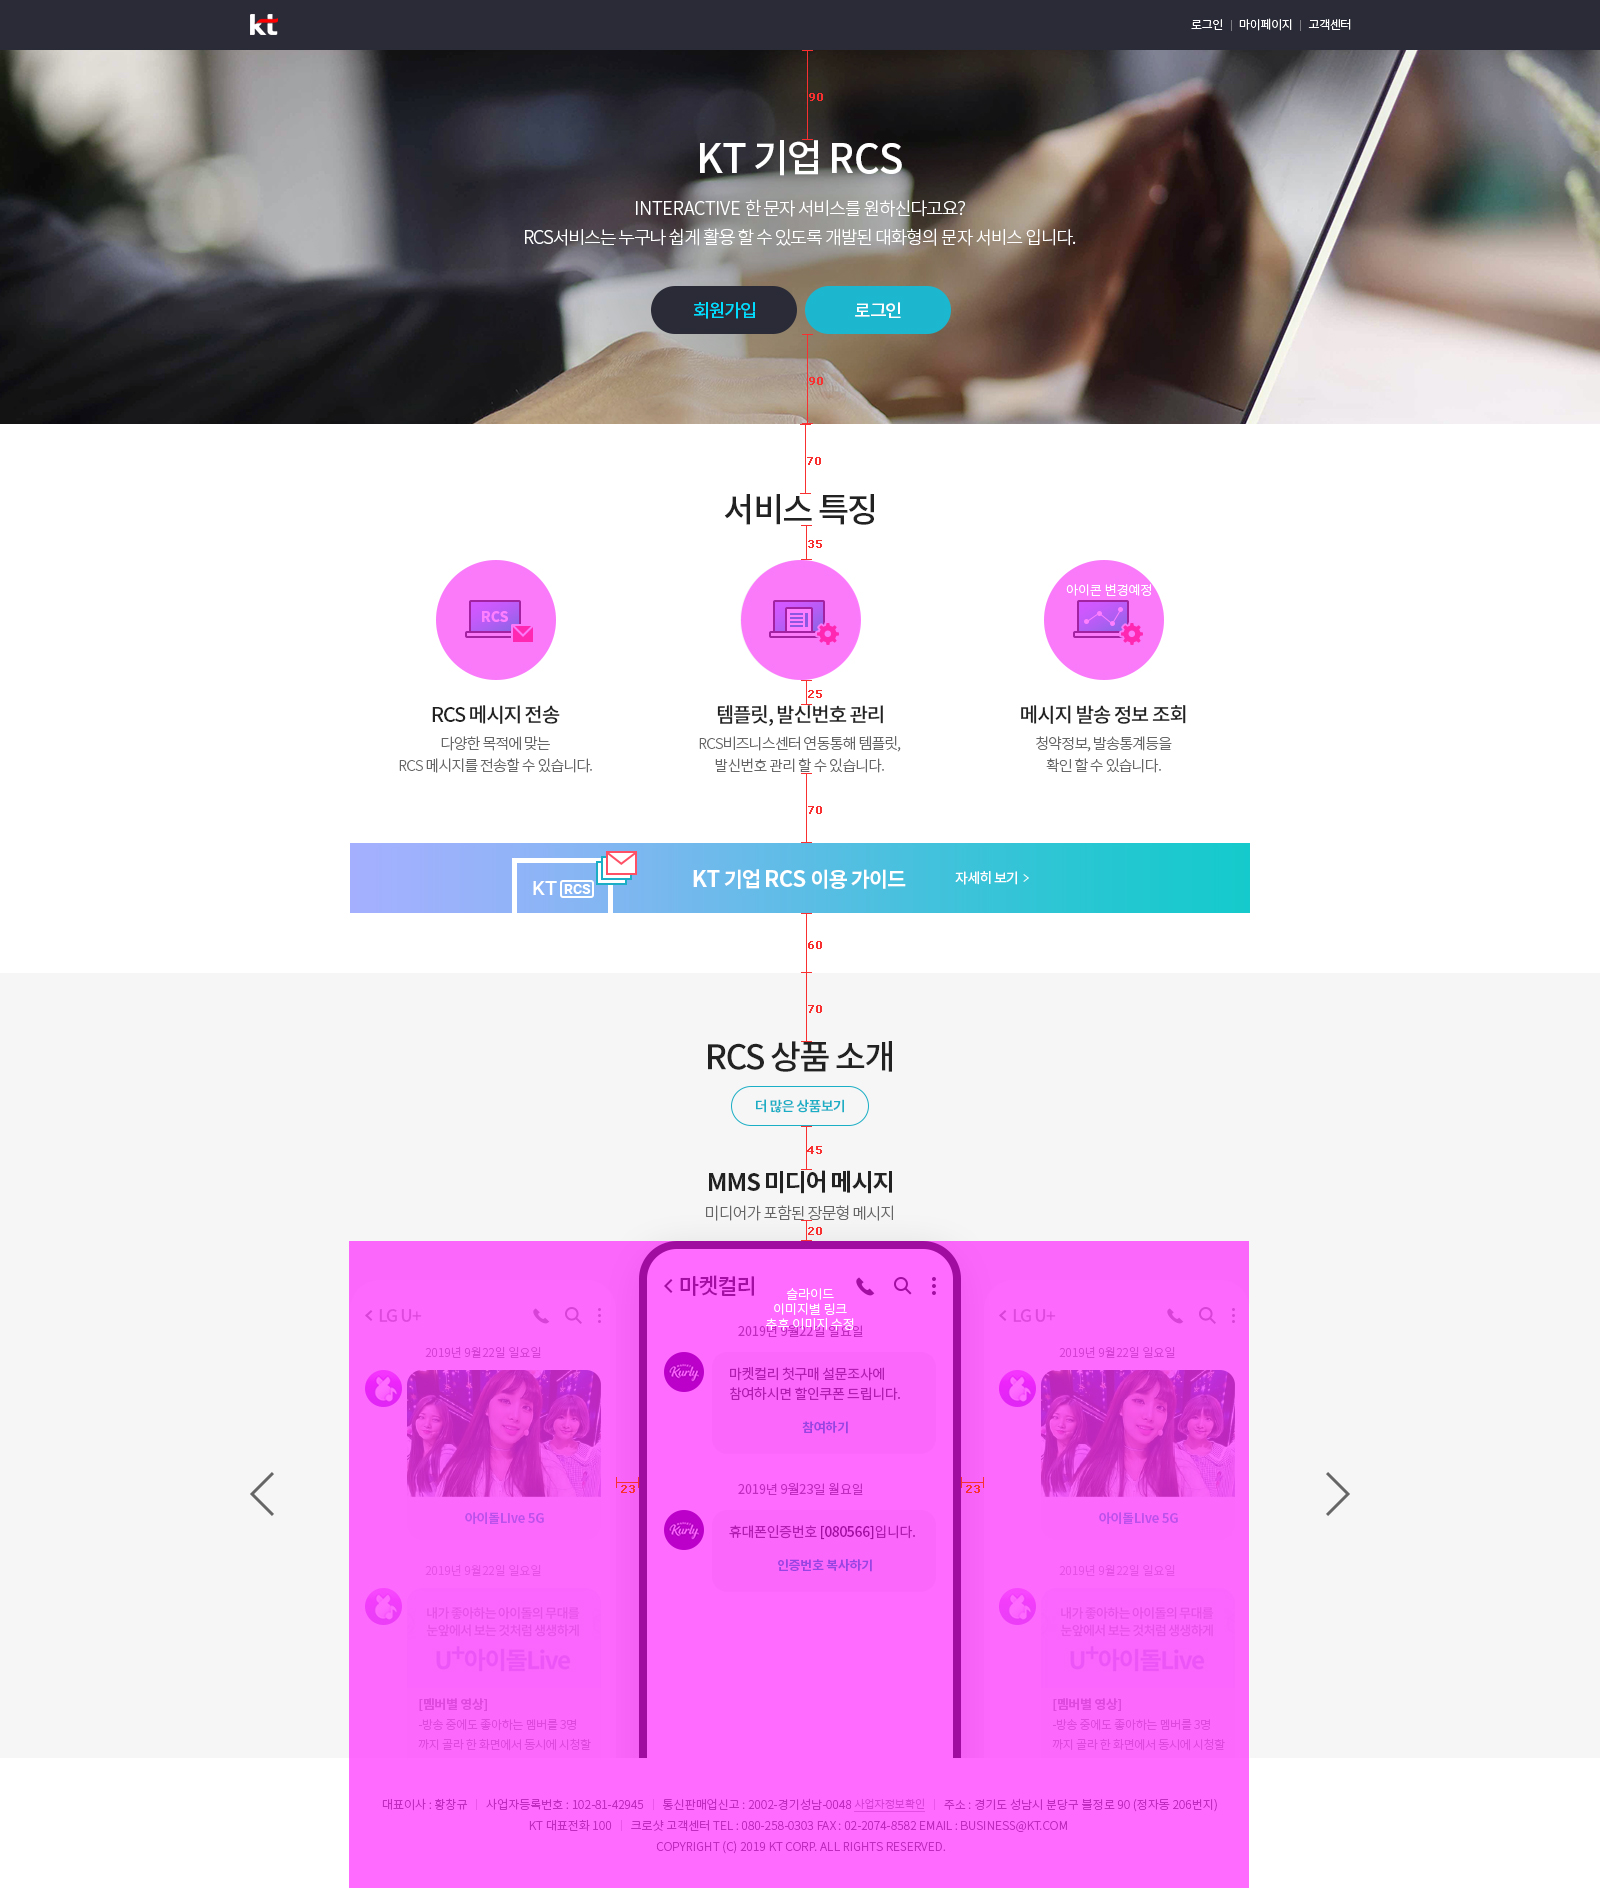 kt
로그인 | 마이페이지 | 고객센터
90
KT 기업 RCS
INTERACTIVE 한 문자 서비스를 원하신다고요?
RCS서비스는 누구나 쉽게 활용 할 수 있도록 개발된 대화형의 문자 서비스 입니다.
회원가입 로그인
90
70
서비스 특징
35
RCS
아이콘 변경예정
25
RCS 메시지 전송
다양한 목적에 맞는
RCS 메시지를 전송할 수 있습니다.
템플릿, 발신번호 관리
RCS비즈니스센터 연동통해 템플릿,
발신번호 관리 할 수 있습니다.
메시지 발송 정보 조회
청약정보, 발송통계등을
확인 할 수 있습니다.
70
KT RCS
KT 기업 RCS 이용 가이드
자세히 보기 >
60
70
RCS 상품 소개
더 많은 상품보기
45
MMS 미디어 메시지
미디어가 포함된 장문형 메시지
20
LG U+
2019년 9월22일 일요일
아이돌Live 5G
2019년 9월22일 일요일
내가 좋아하는 아이돌의 무대를
눈앞에서 보는 것처럼 생생하게
U+아이돌Live
[멤버별 영상]
-방송 중에도 좋아하는 멤버를 3명
까지 골라 한 화면에서 동시에 시청할
23
마켓컬리
슬라이드
이미지별 링크
추후 이미지 수정
2019년 9월22일 일요일
Kurly
마켓컬리 첫구매 설문조사에
참여하시면 할인쿠폰 드립니다.
참여하기
2019년 9월23일 월요일
Kurly
휴대폰인증번호 [080566]입니다.
인증번호 복사하기
23
LG U+
2019년 9월22일 일요일
아이돌Live 5G
2019년 9월22일 일요일
내가 좋아하는 아이돌의 무대를
눈앞에서 보는 것처럼 생생하게
U+아이돌Live
[멤버별 영상]
-방송 중에도 좋아하는 멤버를 3명
까지 골라 한 화면에서 동시에 시청할
대표이사 : 황창규 | 사업자등록번호 : 102-81-42945 | 통신판매업신고 : 2002-경기성남-0048 사업자정보확인 | 주소 : 경기도 성남시 분당구 불정로 90 (정자동 206번지)
KT 대표전화 100 | 크로샷 고객센터 TEL : 080-258-0303 FAX : 02-2074-8582 EMAIL : BUSINESS@KT.COM
COPYRIGHT (C) 2019 KT CORP. ALL RIGHTS RESERVED.